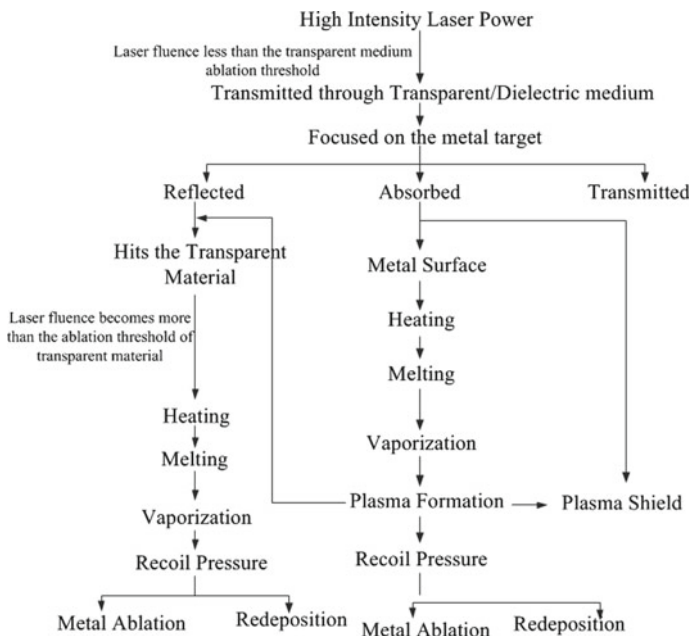 High Intensity Laser Power
Laser fluence less than the transparent medium
ablation threshold
Transmitted through Transparent/Dielectric medium
Focused on the metal target
Reflected
Absorbed
Transmitted
Hits the Transparent
Material
Metal Surface
Laser fluence becomes more
than the ablation threshold of
transparent material
Heating
Melting
Heating
Melting
Vaporization
Vaporization
Plasma Formation
Plasma Shield
Recoil Pressure
Recoil Pressure
Metal Ablation
Redeposition
Metal Ablation
Redeposition